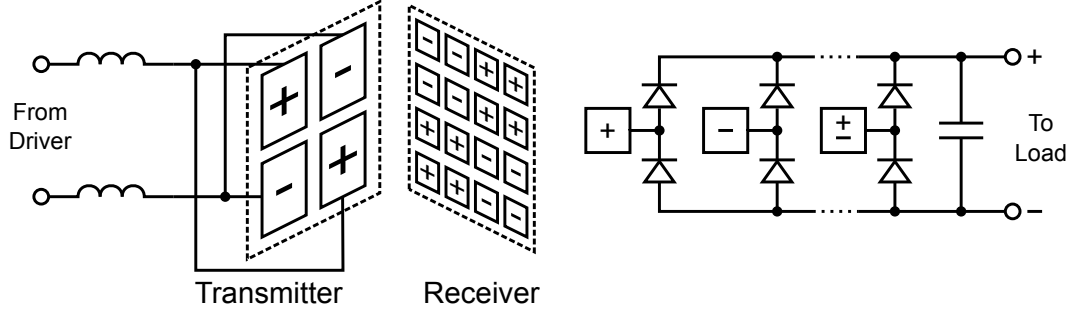 From
Driver
+ -
- +
- - + +
- - + +
+ + - -
+ + - -
Transmitter
Receiver
+
-
±
+
To
Load
−